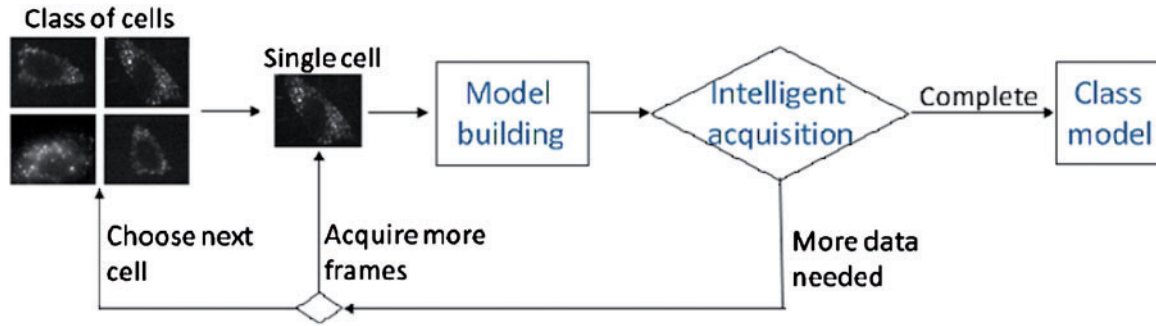 Class of cells
Single cell
Model
building
Intelligent
acquisition
Complete
Class
model
Choose next
cell
Acquire more
frames
More data
needed